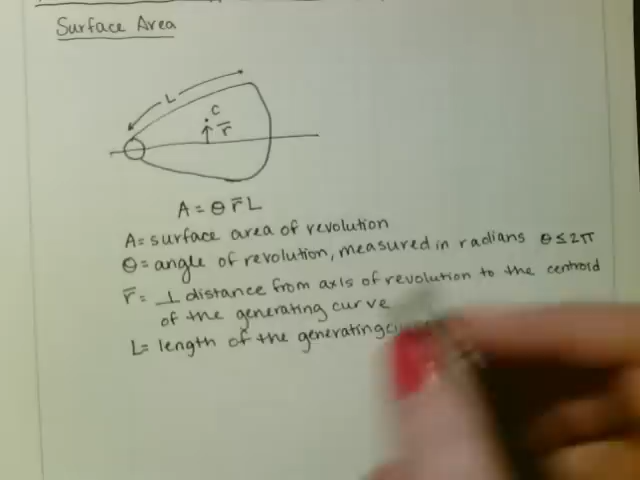 Surface Area
L
C
r̄
A = θ r̄ L
A = surface area of revolution
θ = angle of revolution, measured in radians θ ≤ 2π
r̄ = ⊥ distance from axis of revolution to the centroid
of the generating curve
L = length of the generating